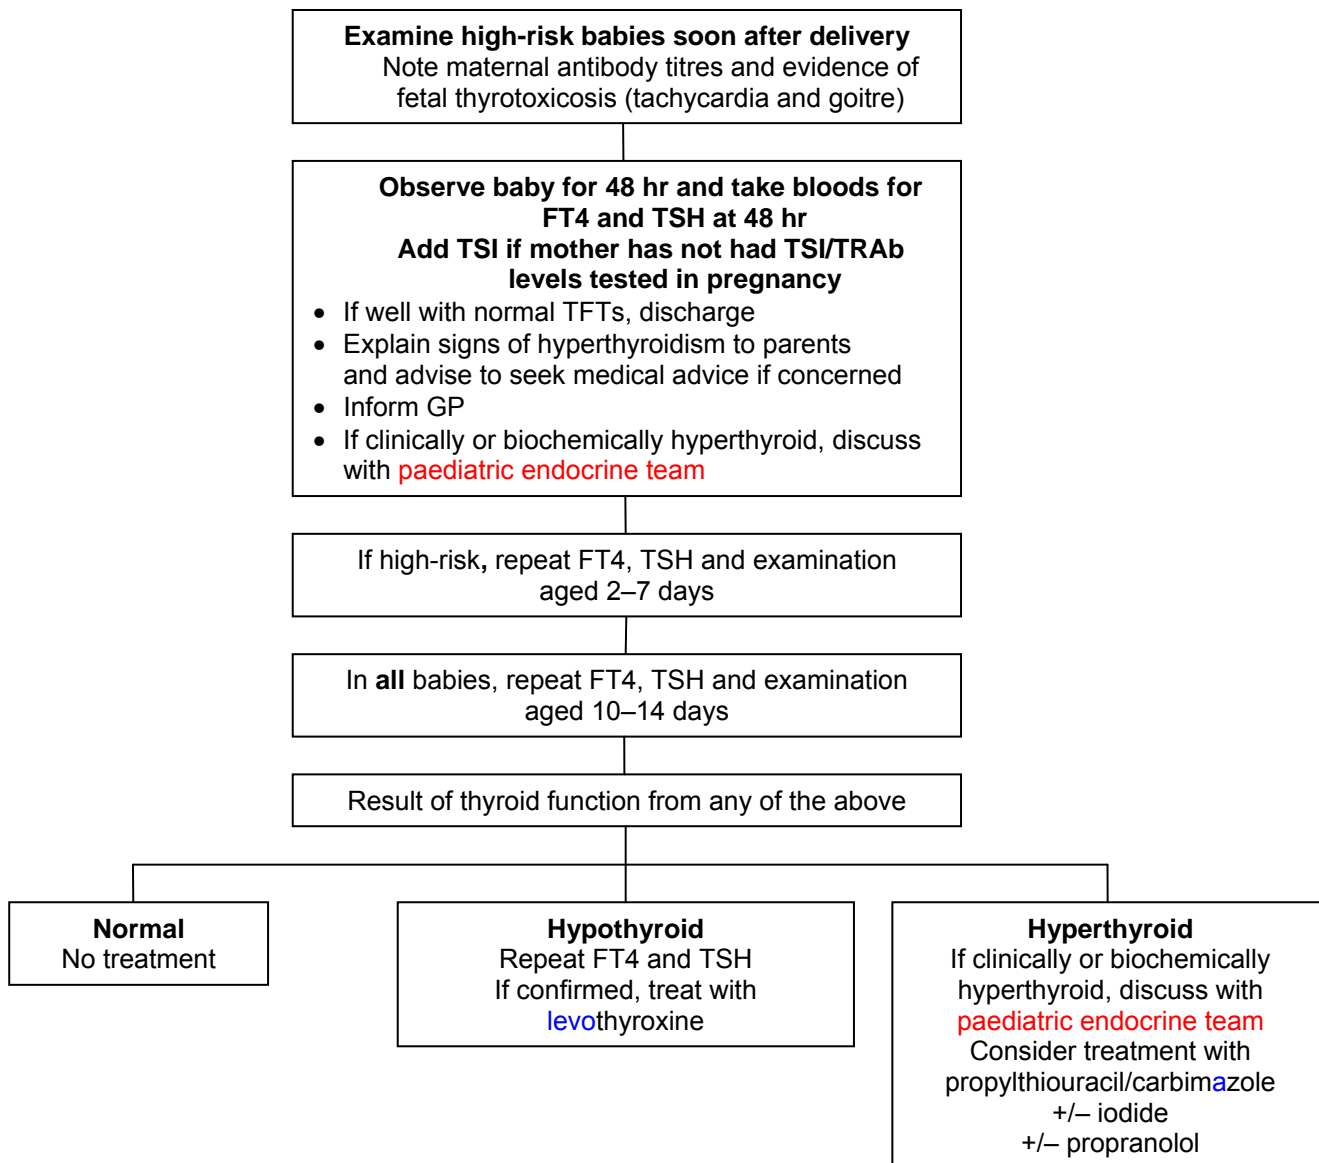 Examine high-risk babies soon after delivery
Note maternal antibody titres and evidence of
fetal thyrotoxicosis (tachycardia and goitre)
Observe baby for 48 hr and take bloods for
FT4 and TSH at 48 hr
Add TSI if mother has not had TSI/TRAb
levels tested in pregnancy
• If well with normal TFTs, discharge
• Explain signs of hyperthyroidism to parents
and advise to seek medical advice if concerned
• Inform GP
• If clinically or biochemically hyperthyroid, discuss
with paediatric endocrine team
If high-risk, repeat FT4, TSH and examination
aged 2–7 days
In all babies, repeat FT4, TSH and examination
aged 10–14 days
Result of thyroid function from any of the above
Normal
No treatment
Hypothyroid
Repeat FT4 and TSH
If confirmed, treat with
levothyroxine
Hyperthyroid
If clinically or biochemically
hyperthyroid, discuss with
paediatric endocrine team
Consider treatment with
propylthiouracil/carbimazole
+/– iodide
+/– propranolol